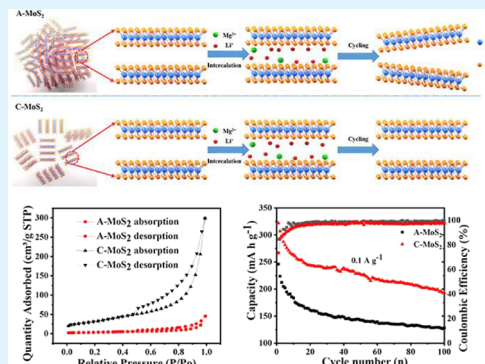 A-MoS2
Mg2+
Li+
Intercalation
Cycling
C-MoS2
Mg2+
Li+
Intercalation
Cycling
Quantity Adsorbed (cm3/g STP)
300
250
200
150
100
50
0
A-MoS2 absorption
A-MoS2 desorption
C-MoS2 absorption
C-MoS2 desorption
0.0 0.2 0.4 0.6 0.8 1.0
Relative Pressure (P/Po)
Capacity (mA h g-1)
350
300
250
200
150
100
A-MoS2
C-MoS2
0.1 A g-1
100
80
60
40
20
0
Coulombic Efficiency (%)
0 20 40 60 80 100
Cycle number (n)